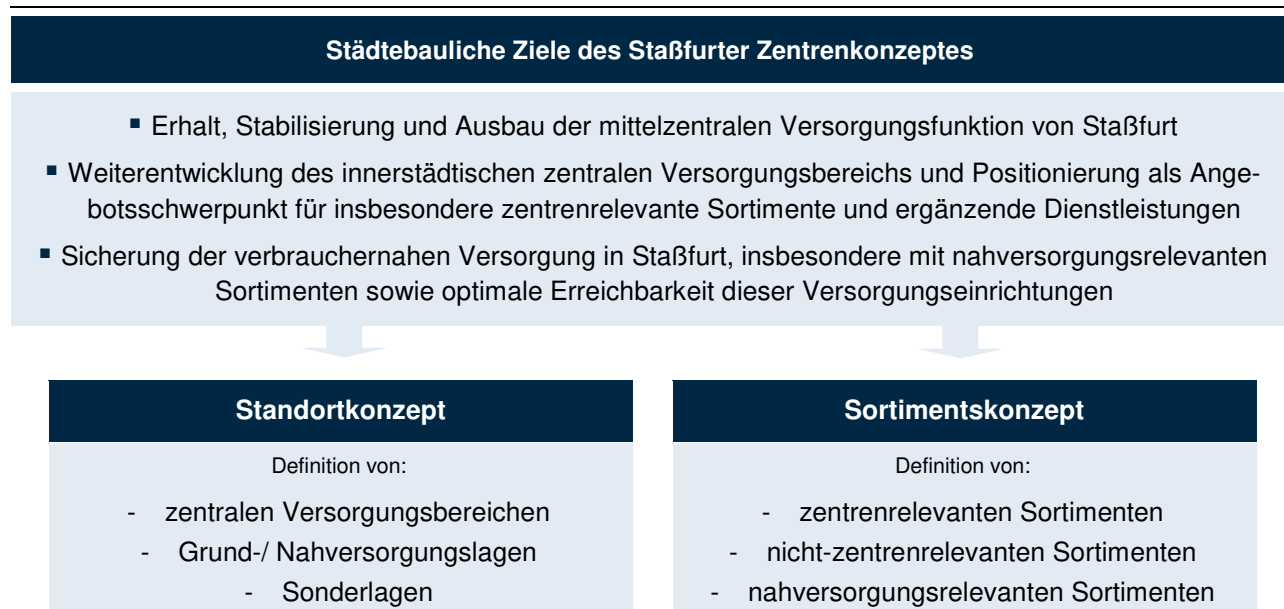 Städtebauliche Ziele des Staßfurter Zentrenkonzeptes
▪ Erhalt, Stabilisierung und Ausbau der mittelzentralen Versorgungsfunktion von Staßfurt
▪ Weiterentwicklung des innerstädtischen zentralen Versorgungsbereichs und Positionierung als Ange-
botsschwerpunkt für insbesondere zentrenrelevante Sortimente und ergänzende Dienstleistungen
▪ Sicherung der verbrauchernahen Versorgung in Staßfurt, insbesondere mit nahversorgungsrelevanten
Sortimenten sowie optimale Erreichbarkeit dieser Versorgungseinrichtungen
Standortkonzept
Definition von:
- zentralen Versorgungsbereichen
- Grund-/ Nahversorgungslagen
- Sonderlagen
Sortimentskonzept
Definition von:
- zentrenrelevanten Sortimenten
- nicht-zentrenrelevanten Sortimenten
- nahversorgungsrelevanten Sortimenten